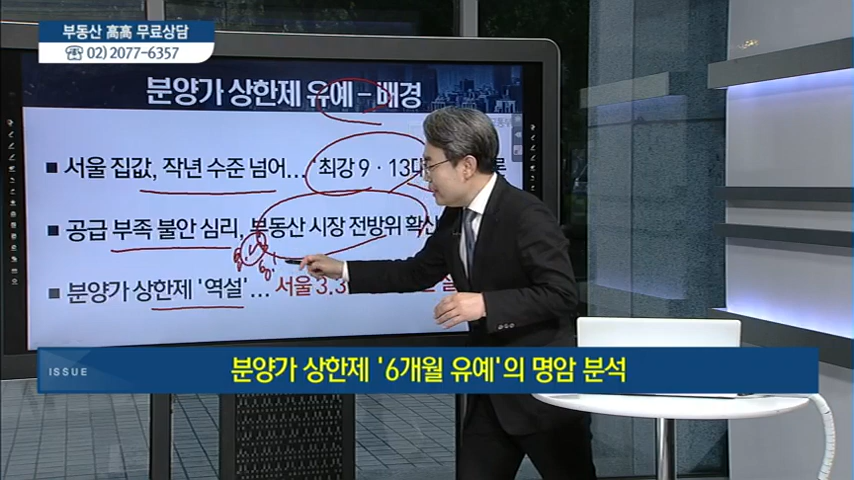 부동산 高高 무료상담
☎ 02) 2077-6357
분양가 상한제 유예 - 배경
■ 서울 집값, 작년 수준 넘어… '최강 9·13대
■ 공급 부족 불안 심리, 부동산 시장 전방위 확산
■ 분양가 상한제 '역설'… 서울 3.3
ISSUE
분양가 상한제 '6개월 유예'의 명암 분석